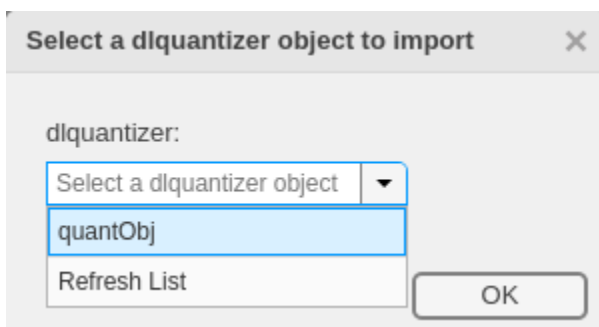 Select a dlquantizer object to import
dlquantizer:
Select a dlquantizer object
quantObj
Refresh List
OK